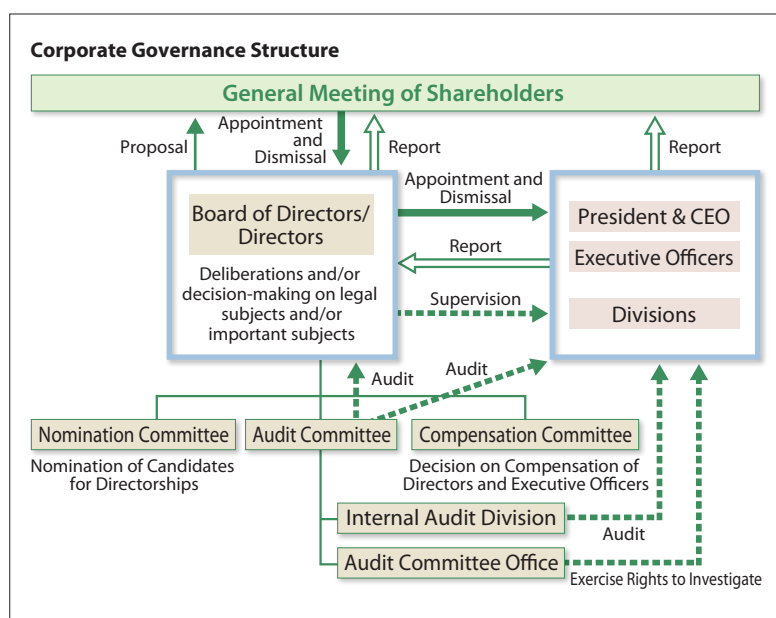 Corporate Governance Structure
General Meeting of Shareholders
Proposal
Appointment
and
Dismissal
Report
Report
Board of Directors/
Directors
Deliberations and/or
decision-making on legal
subjects and/or
important subjects
Appointment and
Dismissal
Report
Supervision
President & CEO
Executive Officers
Divisions
Audit
Audit
Nomination Committee
Nomination of Candidates
for Directorships
Audit Committee
Compensation Committee
Decision on Compensation of
Directors and Executive Officers
Internal Audit Division
Audit
Audit Committee Office
Exercise Rights to Investigate